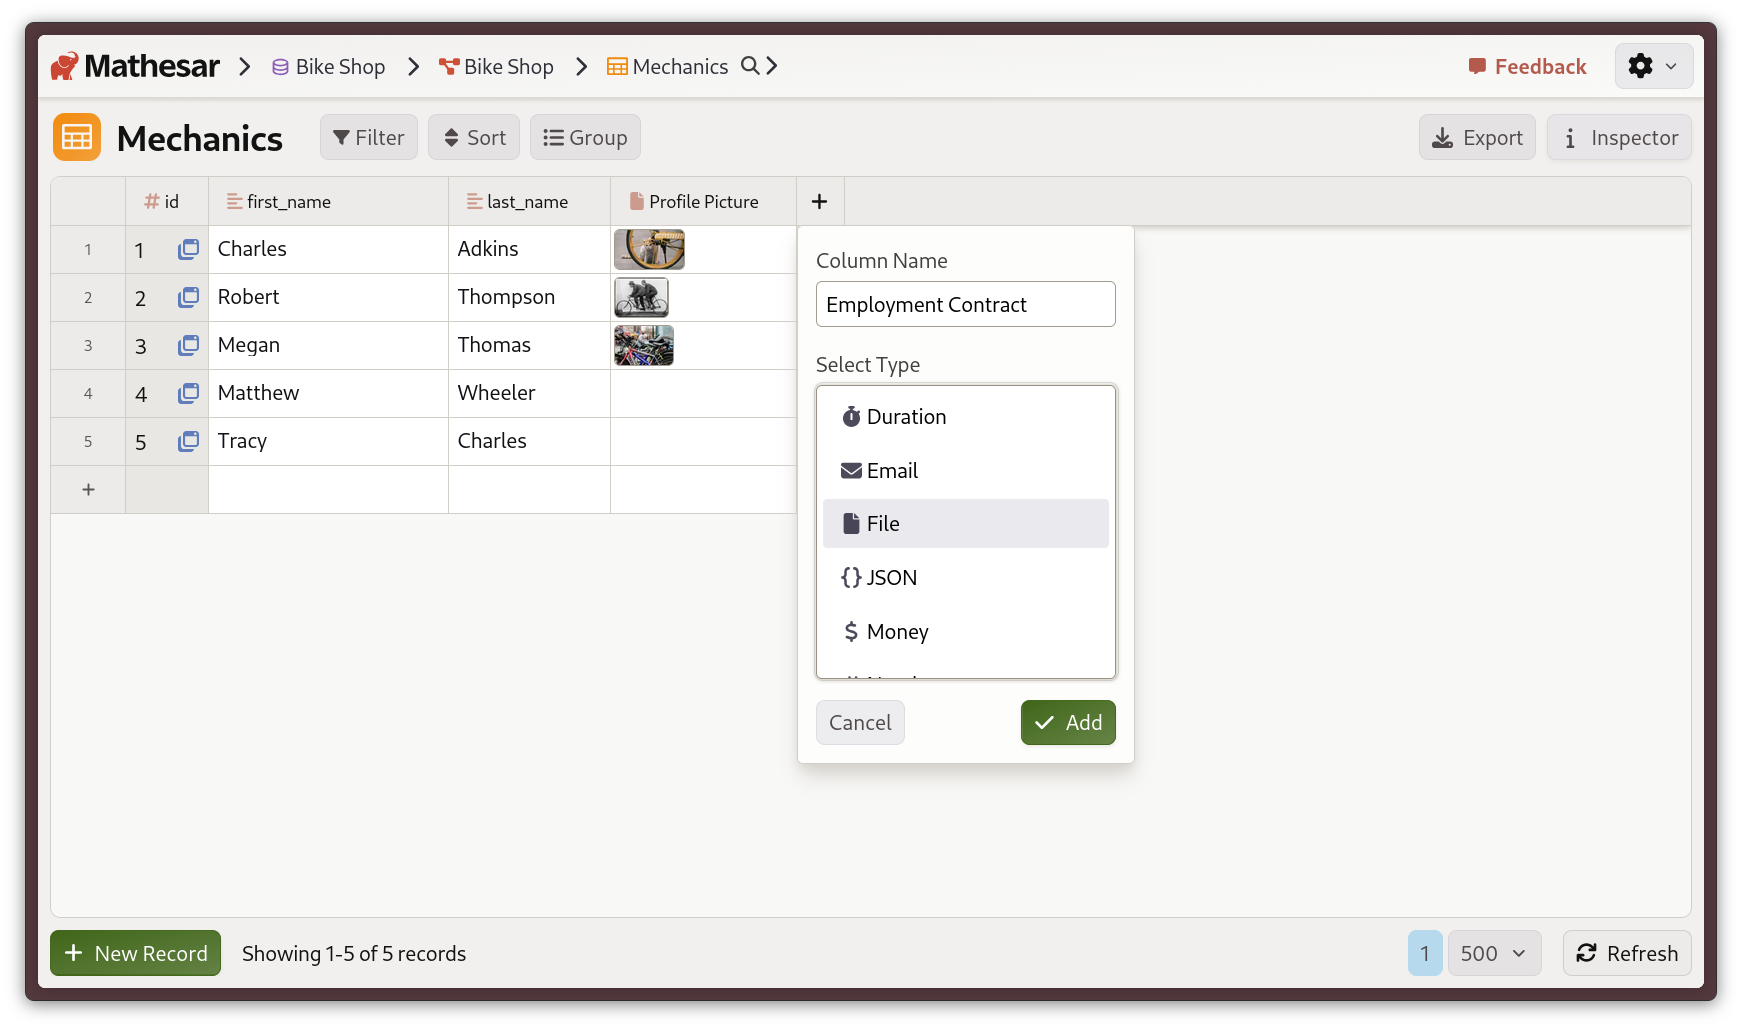 Mathesar Bike Shop Bike Shop Mechanics Feedback
Mechanics Filter Sort Group Export Inspector
id first_name last_name Profile Picture
1 1 Charles Adkins
2 2 Robert Thompson
3 3 Megan Thomas
4 4 Matthew Wheeler
5 5 Tracy Charles
Column Name
Employment Contract
Select Type
Duration
Email
File
JSON
Money
Cancel Add
New Record Showing 1-5 of 5 records 1 500 Refresh